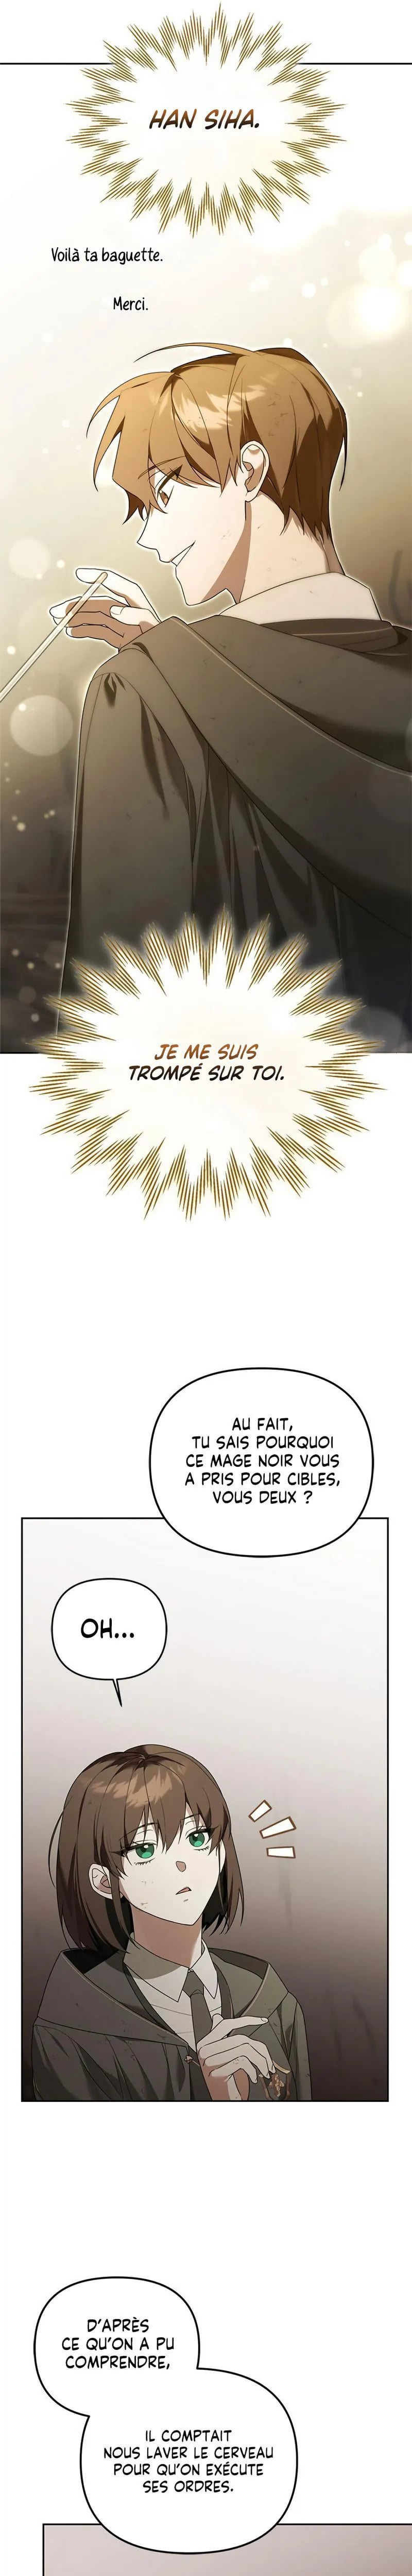 HAN SIHA.
Voilà ta baguette.
Merci.
JE ME SUIS
TROMPÉ SUR TOI.
AU FAIT,
TU SAIS POURQUOI
CE MAGE NOIR VOUS
A PRIS POUR CIBLES,
VOUS DEUX ?
OH...
D'APRÈS
CE QU'ON A PU
COMPRENDRE,
IL COMPTAIT
NOUS LAVER LE CERVEAU
POUR QU'ON EXÉCUTE
SES ORDRES.